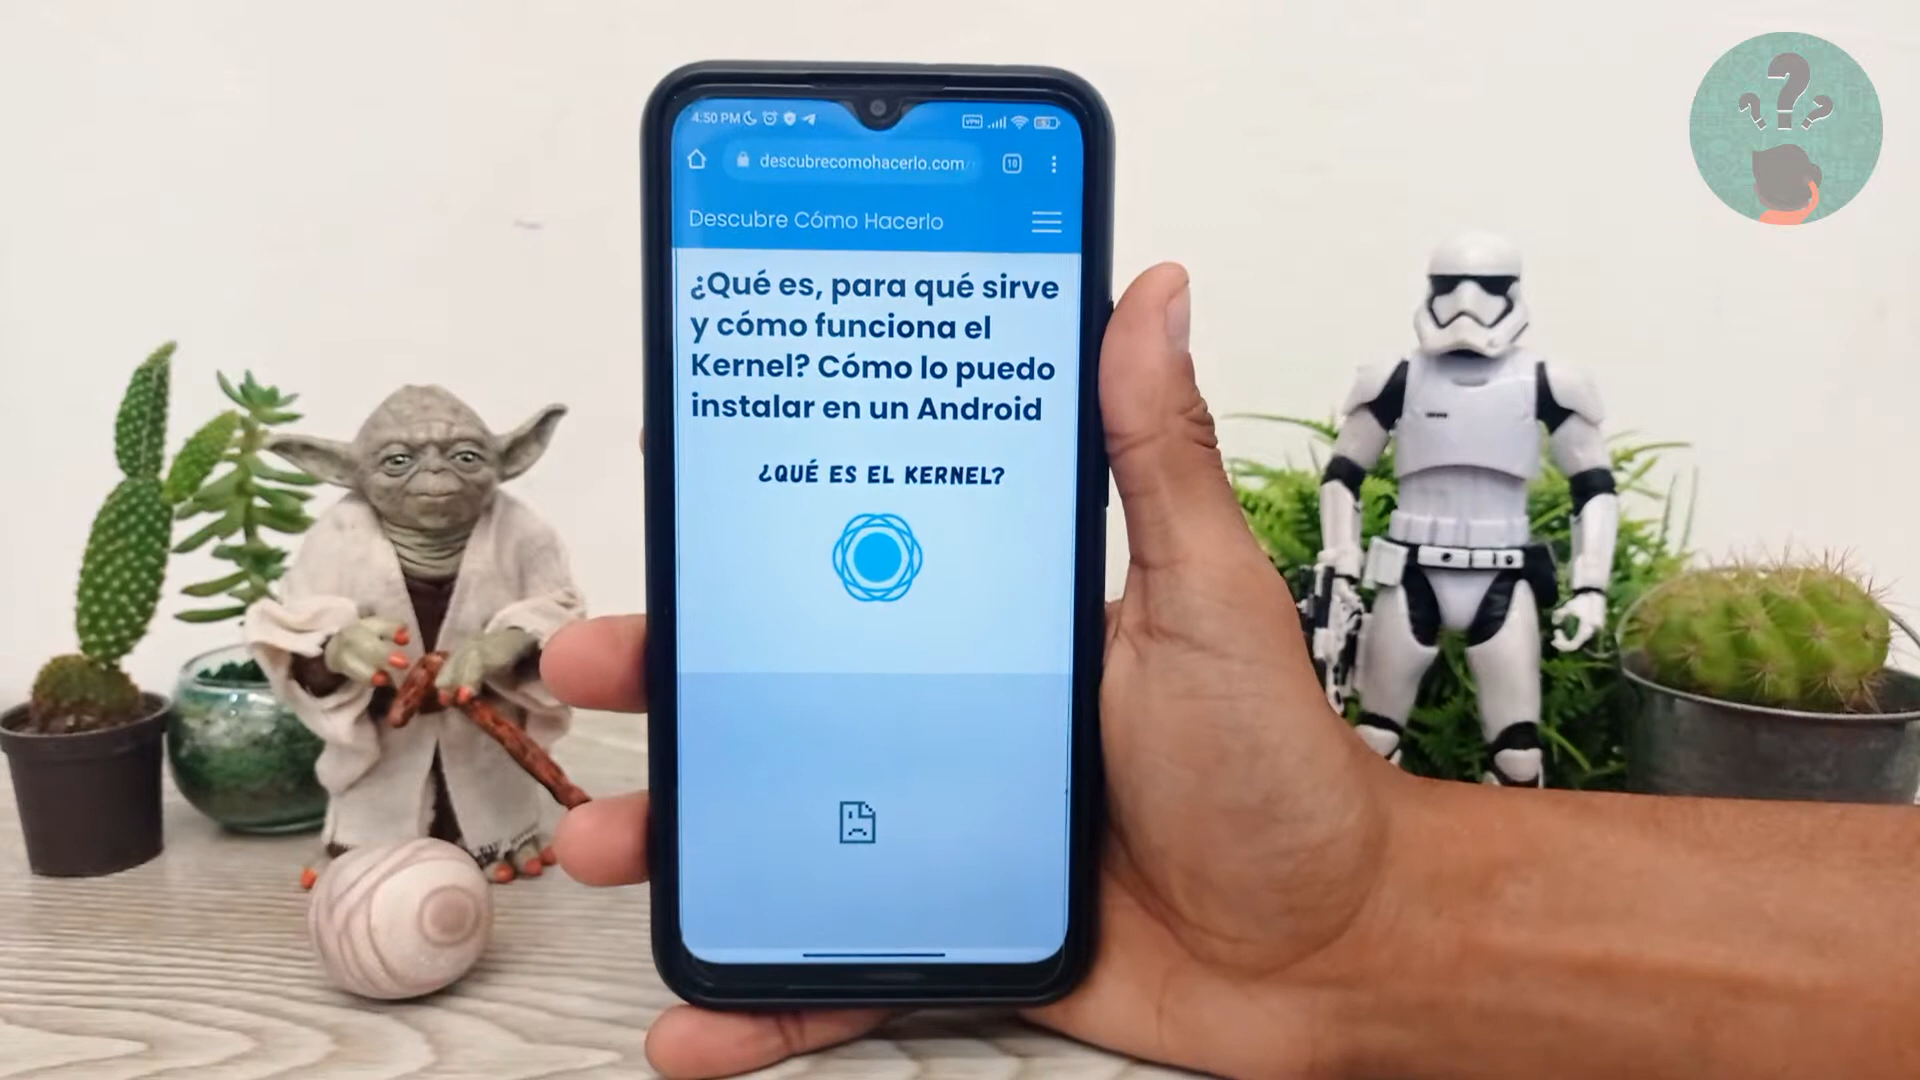 4:50 PM
VPN
descubrecomohacerlo.com
10
Descubre Cómo Hacerlo
¿Qué es, para qué sirve
y cómo funciona el
Kernel? Cómo lo puedo
instalar en un Android
¿QUÉ ES EL KERNEL?